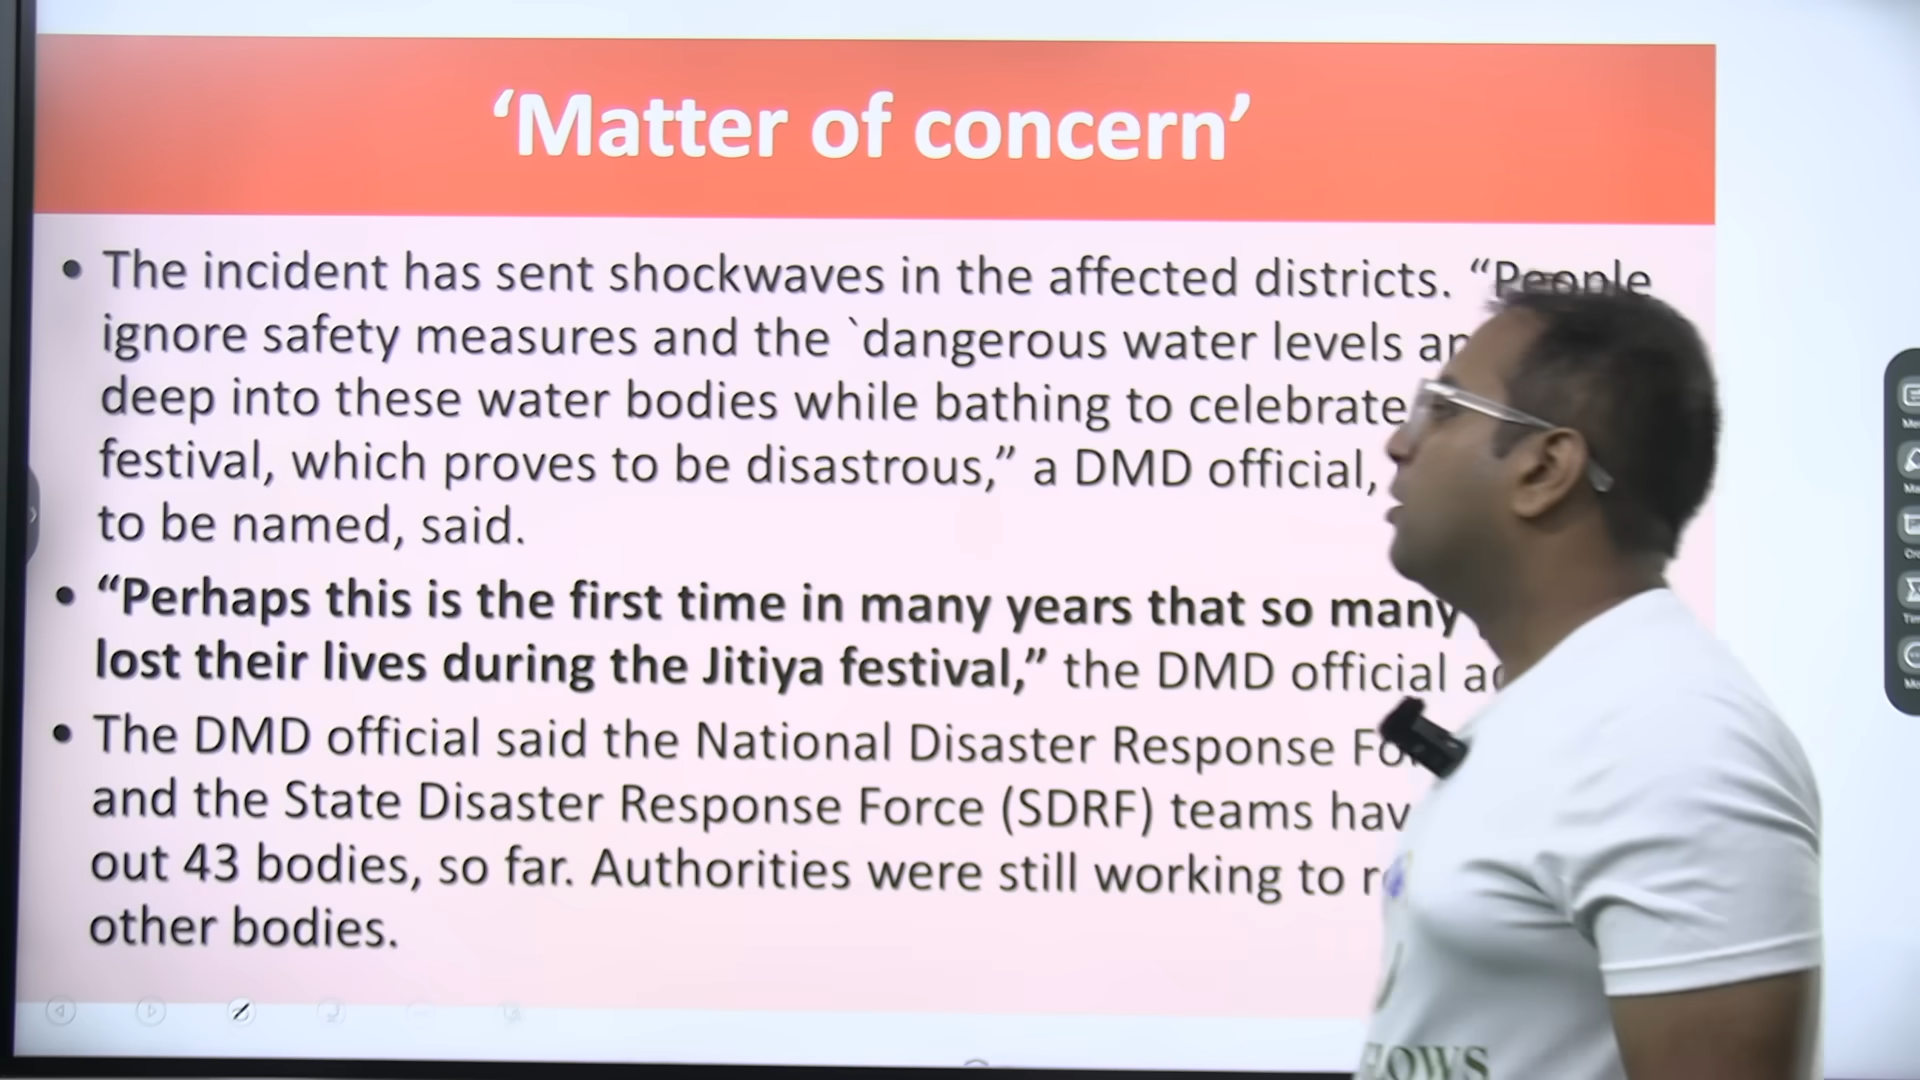 ‘Matter of concern’
• The incident has sent shockwaves in the affected districts. “People
ignore safety measures and the `dangerous water levels
deep into these water bodies while bathing to celebrate
festival, which proves to be disastrous,” a DMD official,
to be named, said.
• “Perhaps this is the first time in many years that so many
lost their lives during the Jitiya festival,” the DMD official
• The DMD official said the National Disaster Response
and the State Disaster Response Force (SDRF) teams
out 43 bodies, so far. Authorities were still working to
other bodies.